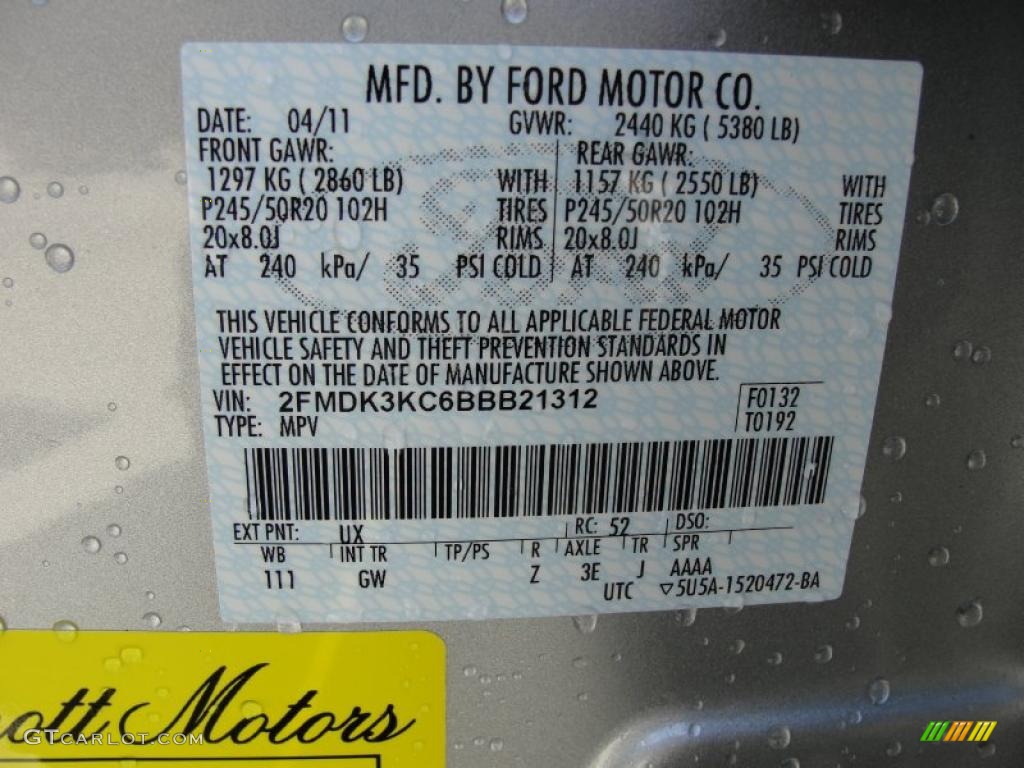 MFD. BY FORD MOTOR CO.
DATE: 04/11 GVWR: 2440 KG ( 5380 LB)
FRONT GAWR: REAR GAWR:
1297 KG ( 2860 LB) WITH 1157 KG ( 2550 LB) WITH
P245/50R20 102H TIRES P245/50R20 102H TIRES
20x8.0J RIMS 20x8.0J RIMS
AT 240 kPa/ 35 PSI COLD AT 240 kPa/ 35 PSI COLD
THIS VEHICLE CONFORMS TO ALL APPLICABLE FEDERAL MOTOR
VEHICLE SAFETY AND THEFT PREVENTION STANDARDS IN
EFFECT ON THE DATE OF MANUFACTURE SHOWN ABOVE.
VIN: 2FMDK3KC6BBB21312 F0132
TYPE: MPV T0192
EXT PNT: UX RC: 52 DSO:
WB INT TR TP/PS R AXLE TR SPR
111 GW Z 3E J AAAA
UTC ▽5U5A-1520472-BA
ott Motors
GTCARLOT.COM